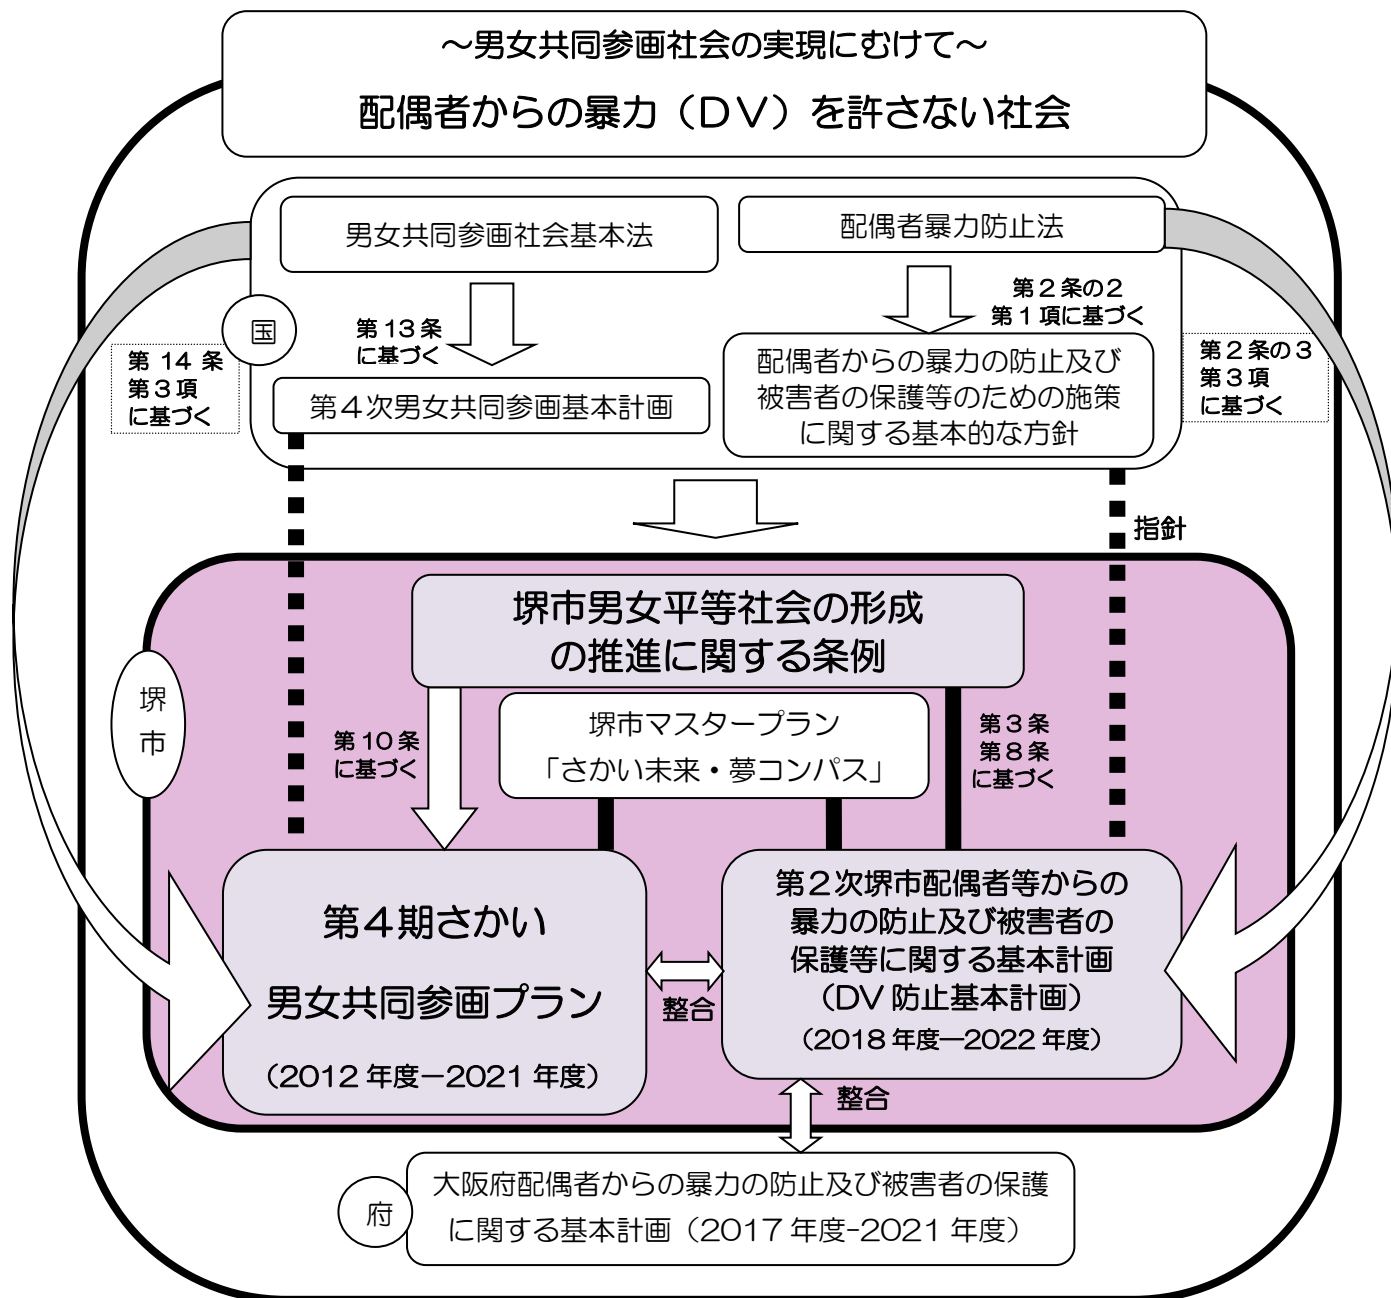 ～男女共同参画社会の実現にむけて～
配偶者からの暴力（ＤＶ）を許さない社会
男女共同参画社会基本法
配偶者暴力防止法
国
第13条
に基づく
第２条の２
第１項に基づく
第 14 条
第３項
に基づく
第２条の３
第３項
に基づく
第４次男女共同参画基本計画
配偶者からの暴力の防止及び
被害者の保護等のための施策
に関する基本的な方針
指針
堺市男女平等社会の形成
の推進に関する条例
堺
市
堺市マスタープラン
「さかい未来・夢コンパス」
第10条
に基づく
第３条
第８条
に基づく
第４期さかい
男女共同参画プラン
（2012 年度－2021 年度）
整合
第２次堺市配偶者等からの
暴力の防止及び被害者の
保護等に関する基本計画
（DV 防止基本計画）
（2018 年度―2022 年度）
整合
府
大阪府配偶者からの暴力の防止及び被害者の保護
に関する基本計画（2017 年度-2021 年度）